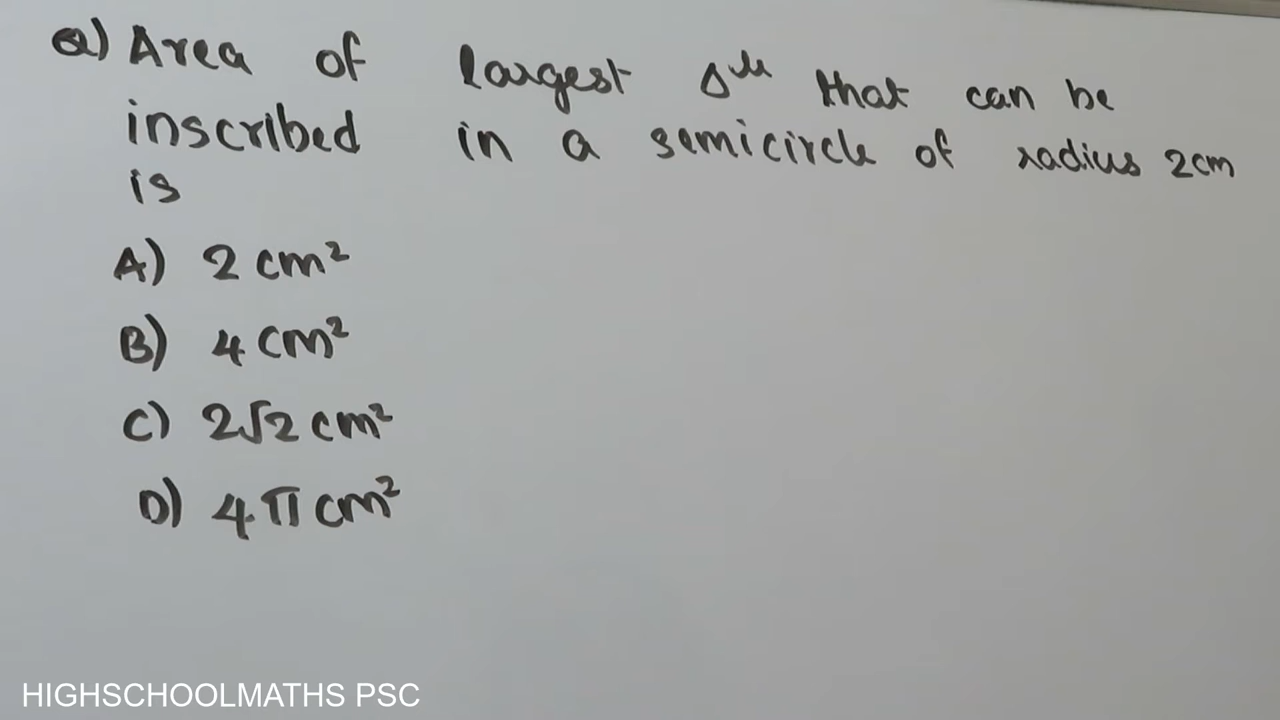 Q) Area of largest Δle that can be
inscribed in a semicircle of radius 2cm
is
A) 2 cm²
B) 4 cm²
C) 2√2 cm²
D) 4π cm²
HIGHSCHOOLMATHS PSC